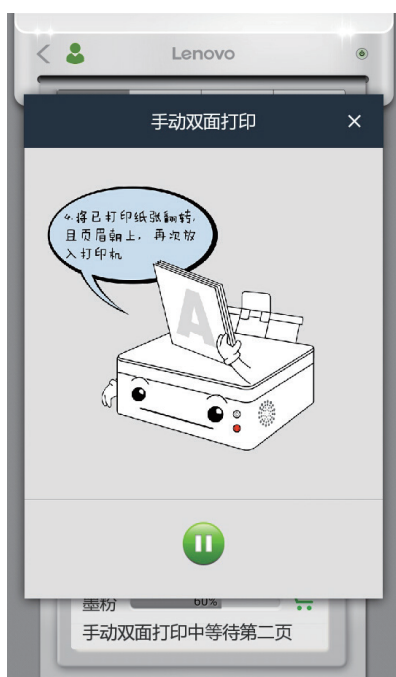 Lenovo
手动双面打印
4.将已打印纸张翻转,
且页眉朝上, 再次放
入打印机
A
墨粉 60%
手动双面打印中等待第二页